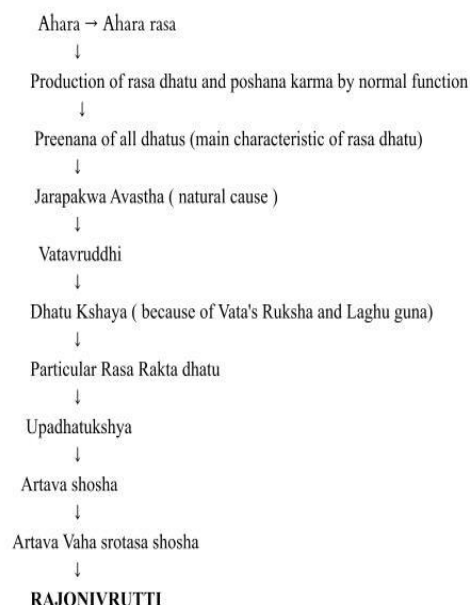 Ahara → Ahara rasa
↓
Production of rasa dhatu and poshana karma by normal function
↓
Preenana of all dhatus (main characteristic of rasa dhatu)
↓
Jarapakwa Avastha ( natural cause )
↓
Vatavruddhi
↓
Dhatu Kshaya ( because of Vata's Ruksha and Laghu guna)
↓
Particular Rasa Rakta dhatu
↓
Upadhatukshya
↓
Artava shosha
↓
Artava Vaha srotasa shosha
↓
RAJONIVRUTTI